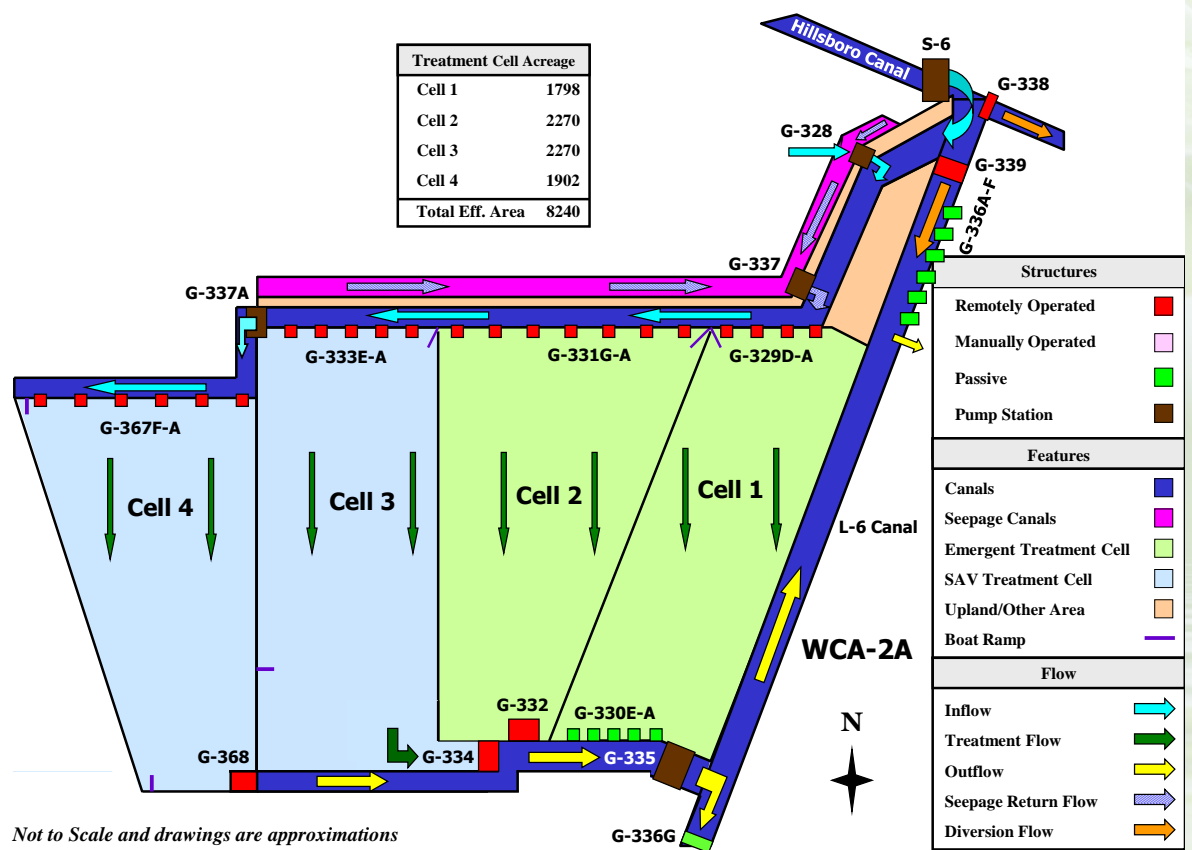 Hillsboro Canal
S-6
G-338
Treatment Cell Acreage
Cell 1 1798
Cell 2 2270
Cell 3 2270
Cell 4 1902
Total Eff. Area 8240
G-328
G-339
G-336A-F
G-337
G-337A
G-333E-A
G-331G-A
G-329D-A
G-367F-A
Cell 4
Cell 3
Cell 2
Cell 1
L-6 Canal
WCA-2A
G-332
G-330E-A
G-368
G-334
G-335
G-336G
N
Structures
Remotely Operated
Manually Operated
Passive
Pump Station
Features
Canals
Seepage Canals
Emergent Treatment Cell
SAV Treatment Cell
Upland/Other Area
Boat Ramp
Flow
Inflow
Treatment Flow
Outflow
Seepage Return Flow
Diversion Flow
Not to Scale and drawings are approximations